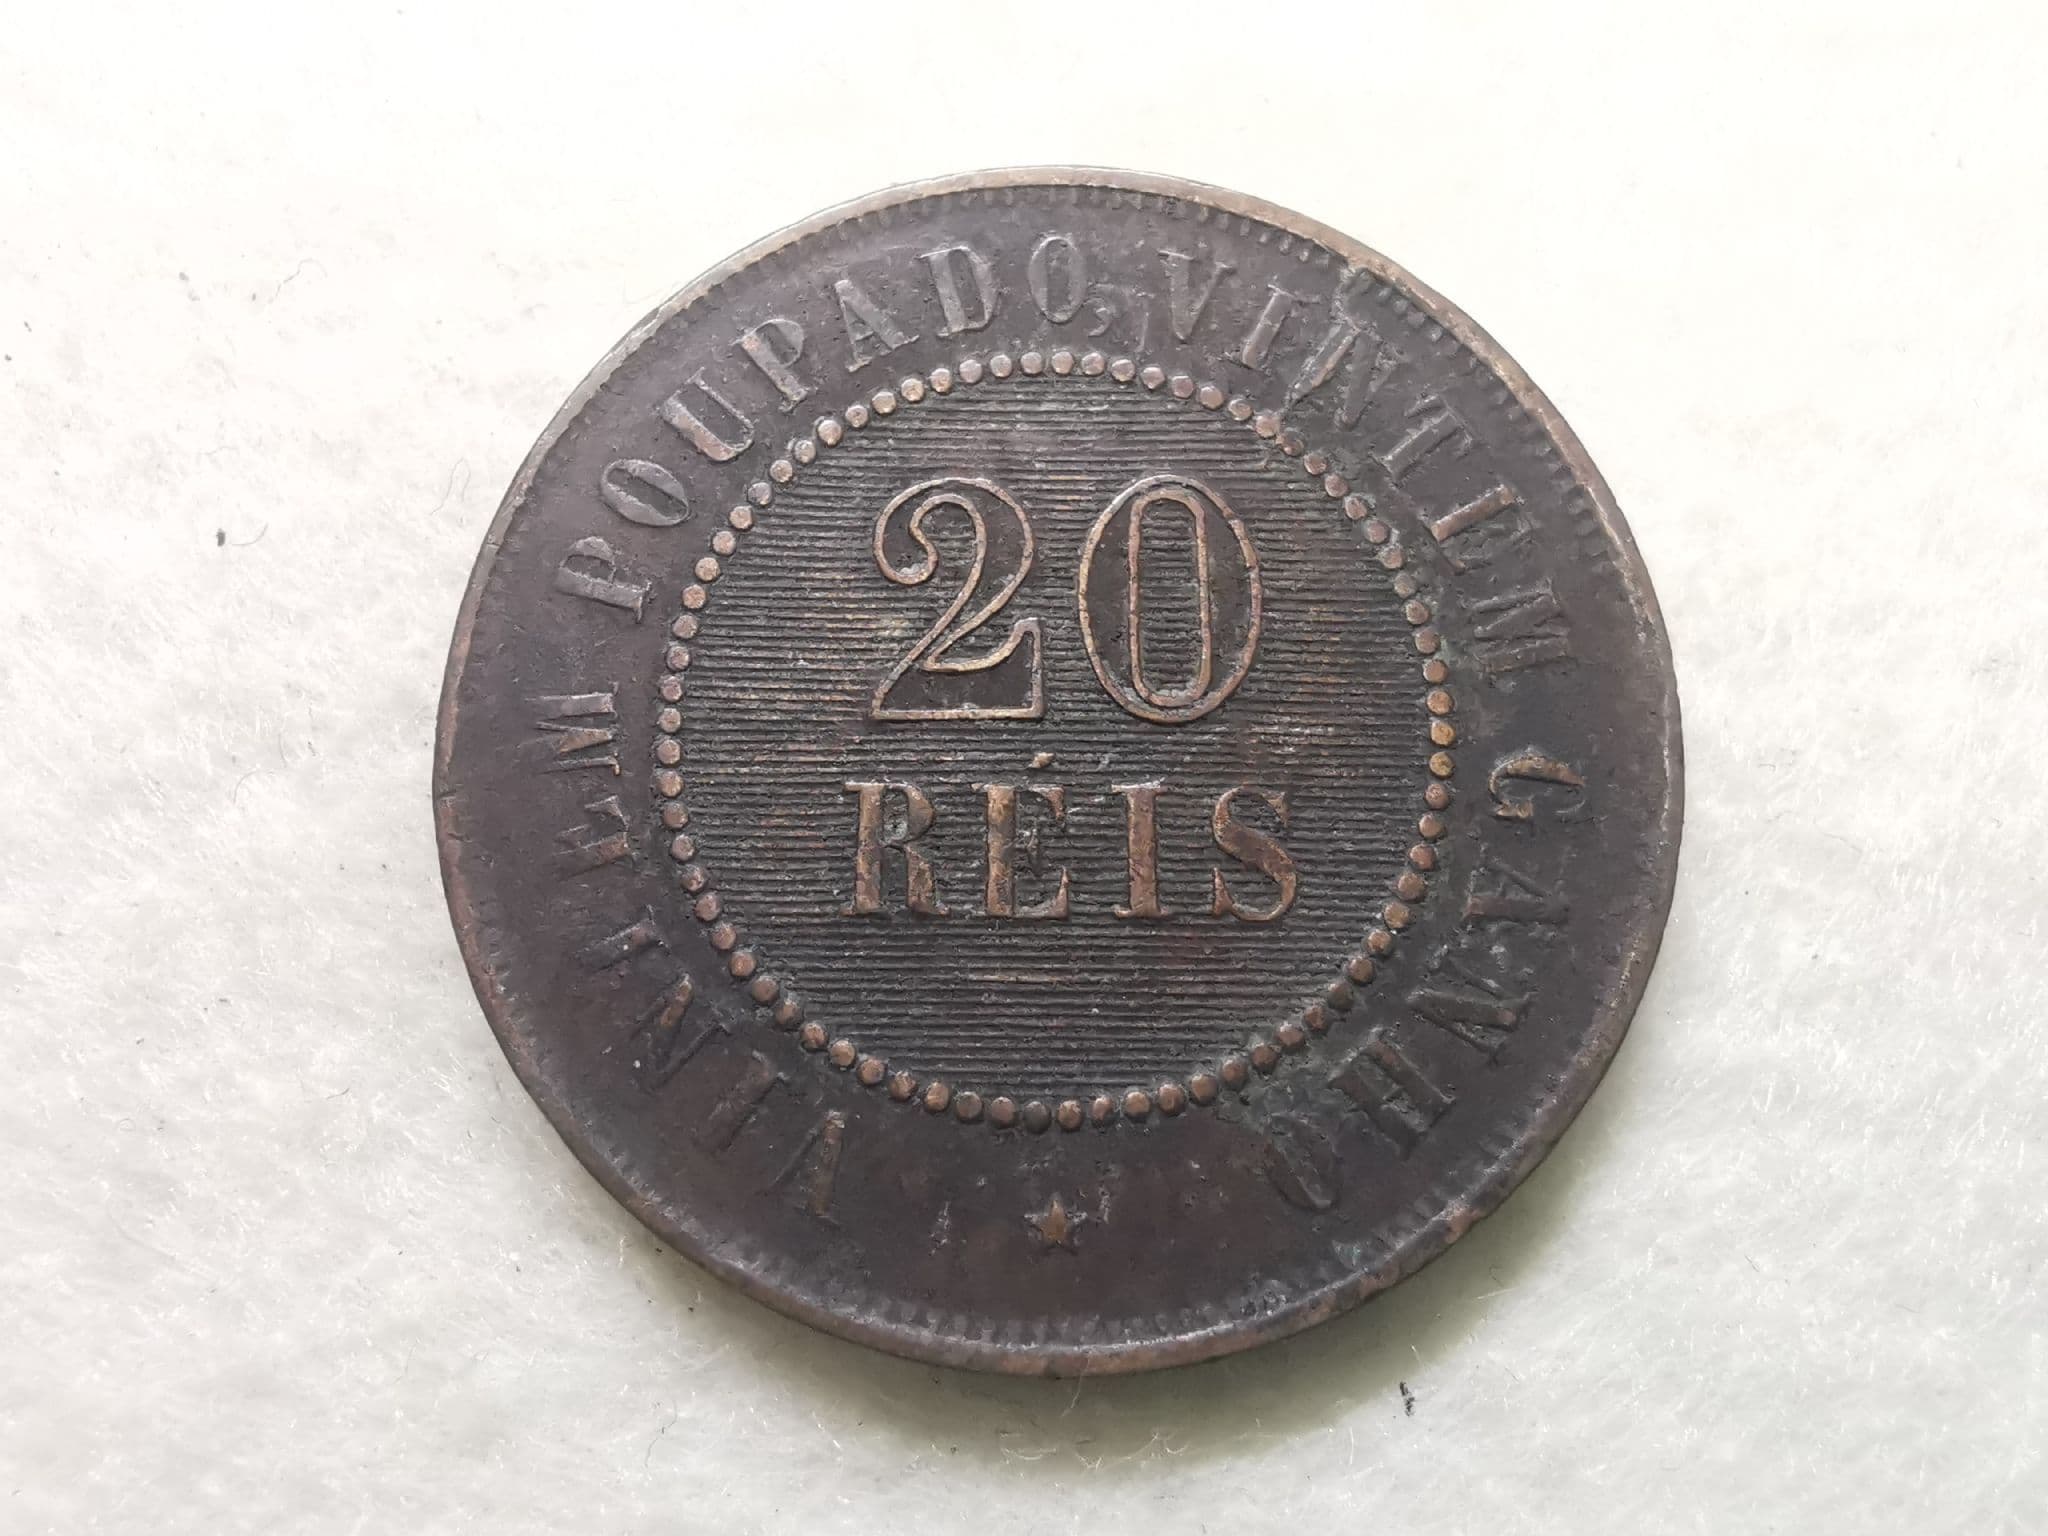 VINTEM POUPADO, VINTEM GANHO
20
RÉIS